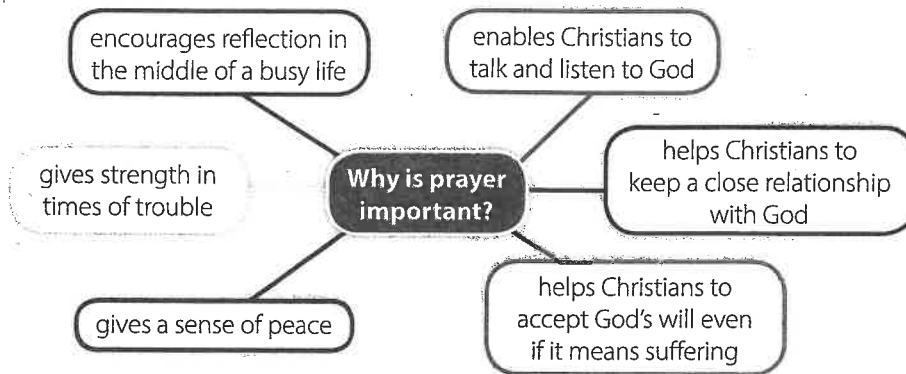 encourages reflection in
the middle of a busy life
enables Christians to
talk and listen to God
gives strength in
times of trouble
Why is prayer
important?
helps Christians to
keep a close relationship
with God
gives a sense of peace
helps Christians to
accept God's will even
if it means suffering